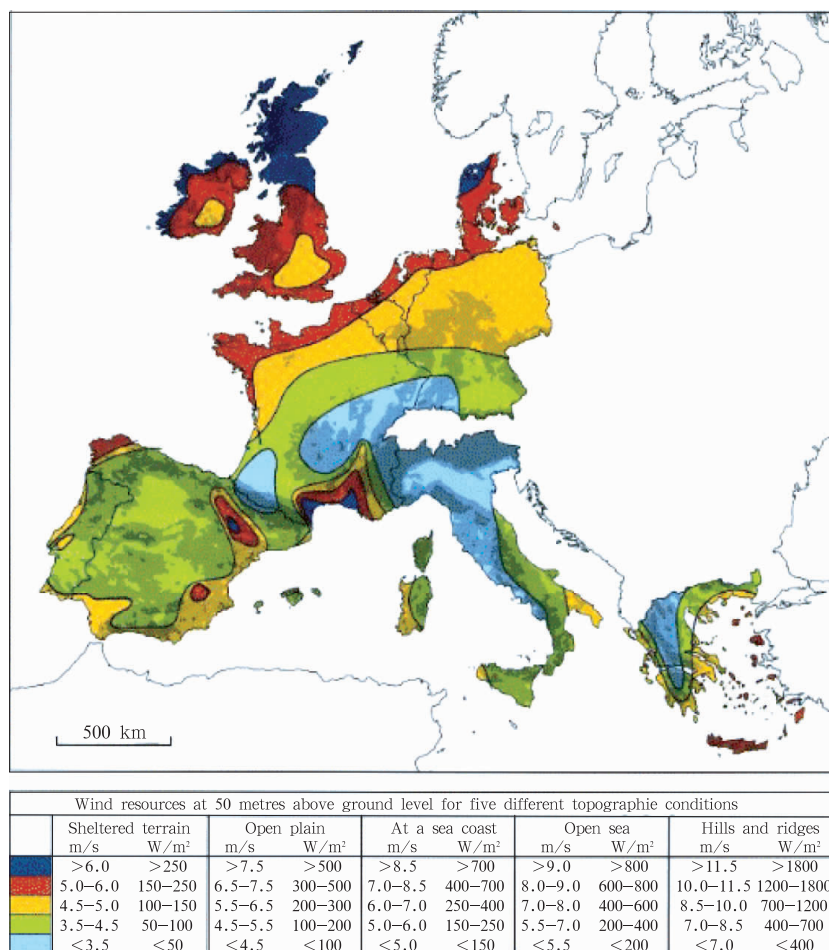 500 km
Wind resources at 50 metres above ground level for five different topographic conditions
Sheltered terrain Open plain At a sea coast Open sea Hills and ridges
m/s W/m² m/s W/m² m/s W/m² m/s W/m² m/s W/m²
>6.0 >250 >7.5 >500 >8.5 >700 >9.0 >800 >11.5 >1800
5.0–6.0 150–250 6.5–7.5 300–500 7.0–8.5 400–700 8.0–9.0 600–800 10.0–11.5 1200–1800
4.5–5.0 100–150 5.5–6.5 200–300 6.0–7.0 250–400 7.0–8.0 400–600 8.5–10.0 700–1200
3.5–4.5 50–100 4.5–5.5 100–200 5.0–6.0 150–250 5.5–7.0 200–400 7.0–8.5 400–700
<3.5 <50 <4.5 <100 <5.0 <150 <5.5 <200 <7.0 <400